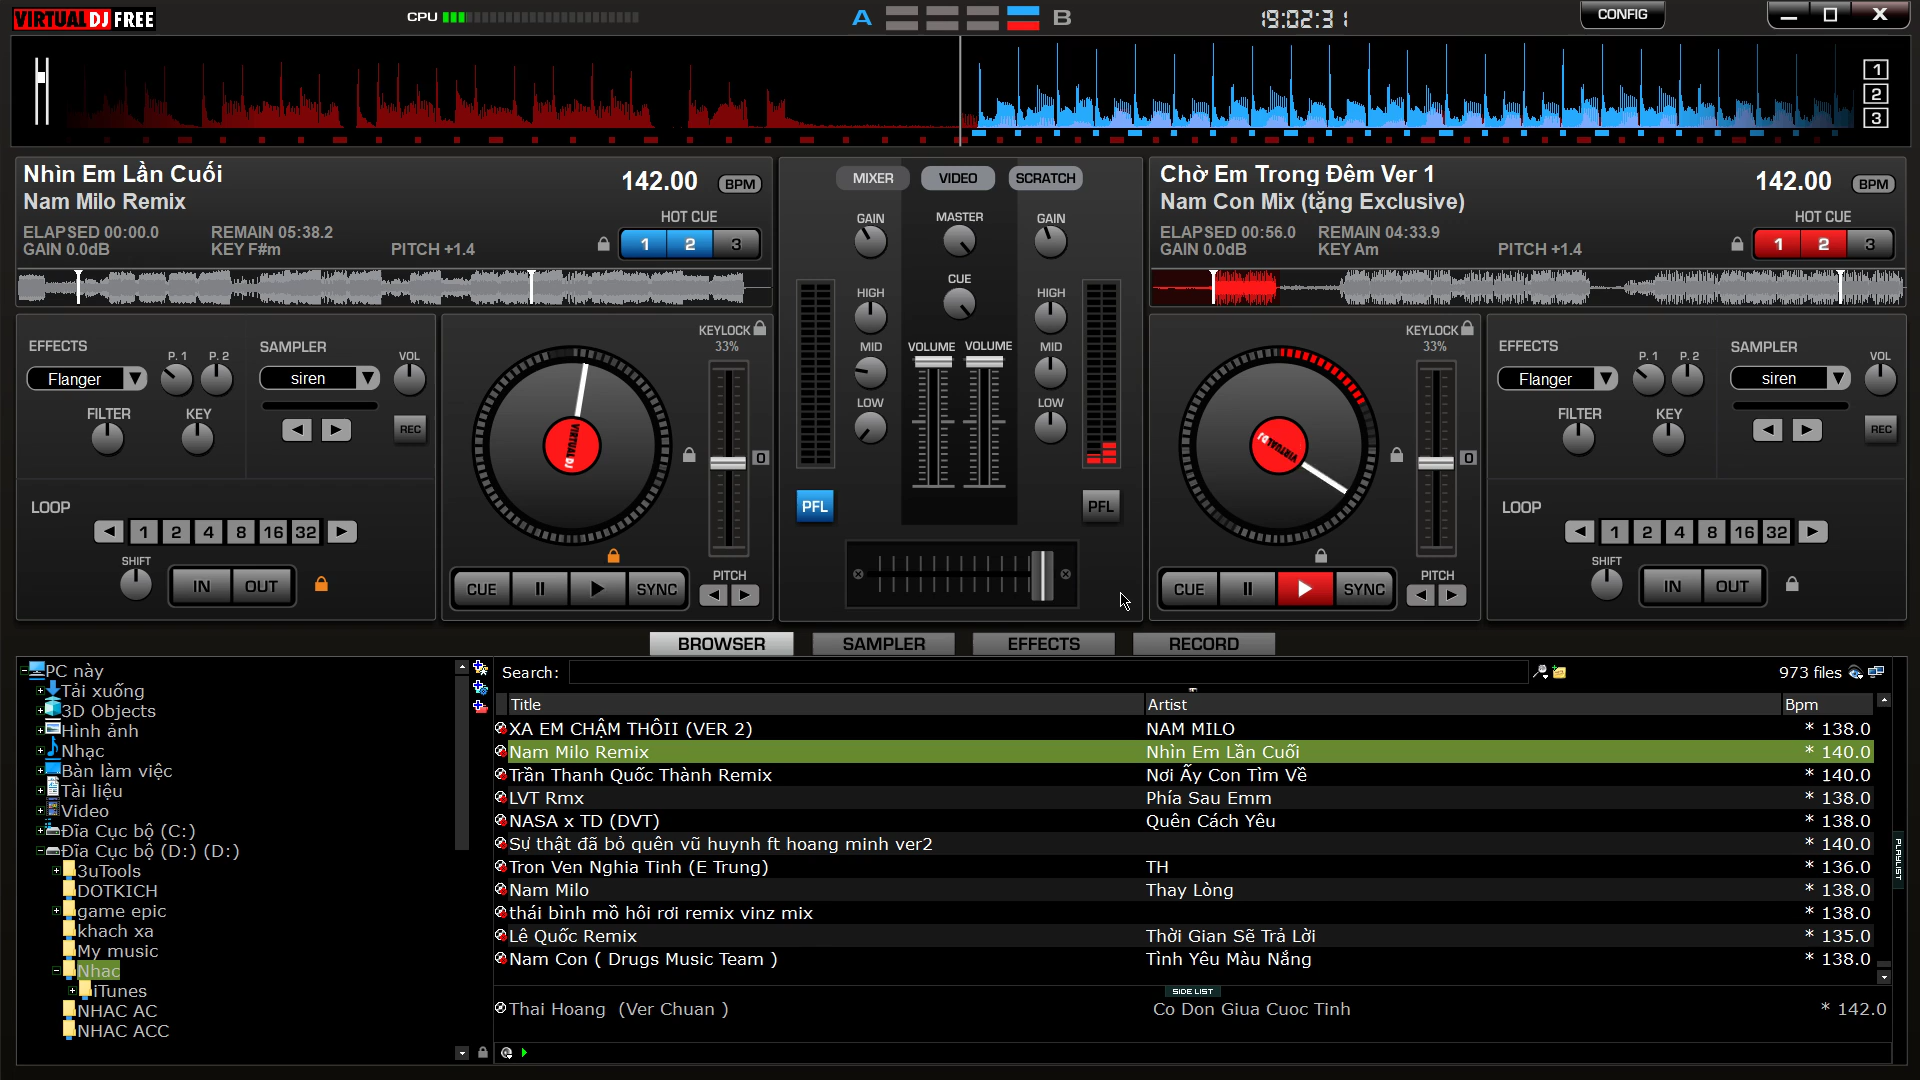 VIRTUAL DJ FREE
CPU
A B
19:02:31
CONFIG
1
2
3
Nhìn Em Lần Cuối
142.00 BPM
Nam Milo Remix
HOT CUE
ELAPSED 00:00.0 REMAIN 05:38.2
GAIN 0.0dB KEY F#m PITCH +1.4
1 2 3
MIXER VIDEO SCRATCH
GAIN MASTER GAIN
CUE
HIGH HIGH
MID VOLUME VOLUME MID
LOW LOW
PFL PFL
Chờ Em Trong Đêm Ver 1
142.00 BPM
Nam Con Mix (tặng Exclusive)
HOT CUE
ELAPSED 00:56.0 REMAIN 04:33.9
GAIN 0.0dB KEY Am PITCH +1.4
1 2 3
EFFECTS P. 1 P. 2 SAMPLER VOL
Flanger siren
FILTER KEY REC
LOOP
1 2 4 8 16 32
SHIFT
IN OUT
KEYLOCK
33%
VIRTUAL DJ
0
CUE SYNC
PITCH
KEYLOCK
33%
VIRTUAL DJ
0
CUE SYNC
PITCH
EFFECTS P. 1 P. 2 SAMPLER VOL
Flanger siren
FILTER KEY REC
LOOP
1 2 4 8 16 32
SHIFT
IN OUT
BROWSER SAMPLER EFFECTS RECORD
PC này
Tải xuống
3D Objects
Hình ảnh
Nhạc
Bàn làm việc
Tài liệu
Video
Đĩa Cục bộ (C:)
Đĩa Cục bộ (D:) (D:)
3uTools
DOTKICH
game epic
khach xa
My music
Nhac
iTunes
NHAC AC
NHAC ACC
Search: 973 files
Title Artist Bpm
XA EM CHẬM THÔII (VER 2) NAM MILO * 138.0
Nam Milo Remix Nhìn Em Lần Cuối * 140.0
Trần Thanh Quốc Thành Remix Nơi Ấy Con Tìm Về * 140.0
LVT Rmx Phía Sau Emm * 138.0
NASA x TD (DVT) Quên Cách Yêu * 138.0
Sự thật đã bỏ quên vũ huynh ft hoang minh ver2 * 140.0
Tron Ven Nghia Tinh (E Trung) TH * 136.0
Nam Milo Thay Lòng * 138.0
thái bình mồ hôi rơi remix vinz mix * 138.0
Lê Quốc Remix Thời Gian Sẽ Trả Lời * 135.0
Nam Con ( Drugs Music Team ) Tình Yêu Màu Nắng * 138.0
PLAYLIST
SIDE LIST
Thai Hoang (Ver Chuan ) Co Don Giua Cuoc Tinh * 142.0